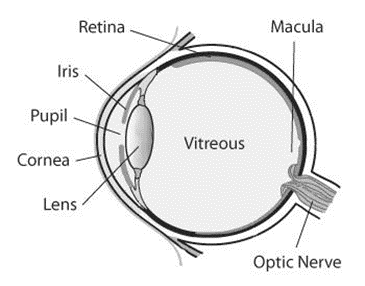 Retina
Macula
Iris
Pupil
Vitreous
Cornea
Lens
Optic Nerve